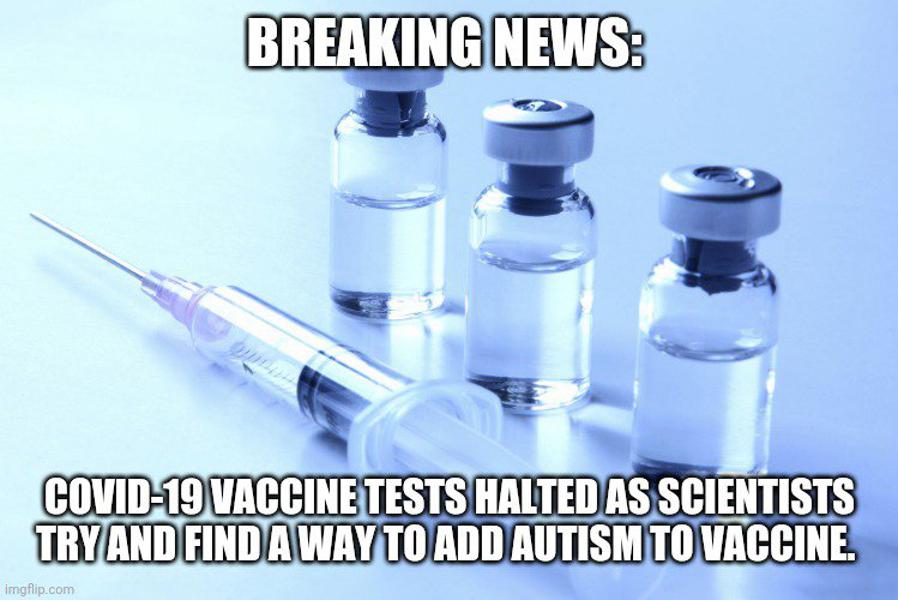 BREAKING NEWS:
COVID-19 VACCINE TESTS HALTED AS SCIENTISTS
TRY AND FIND A WAY TO ADD AUTISM TO VACCINE.
imgflip.com